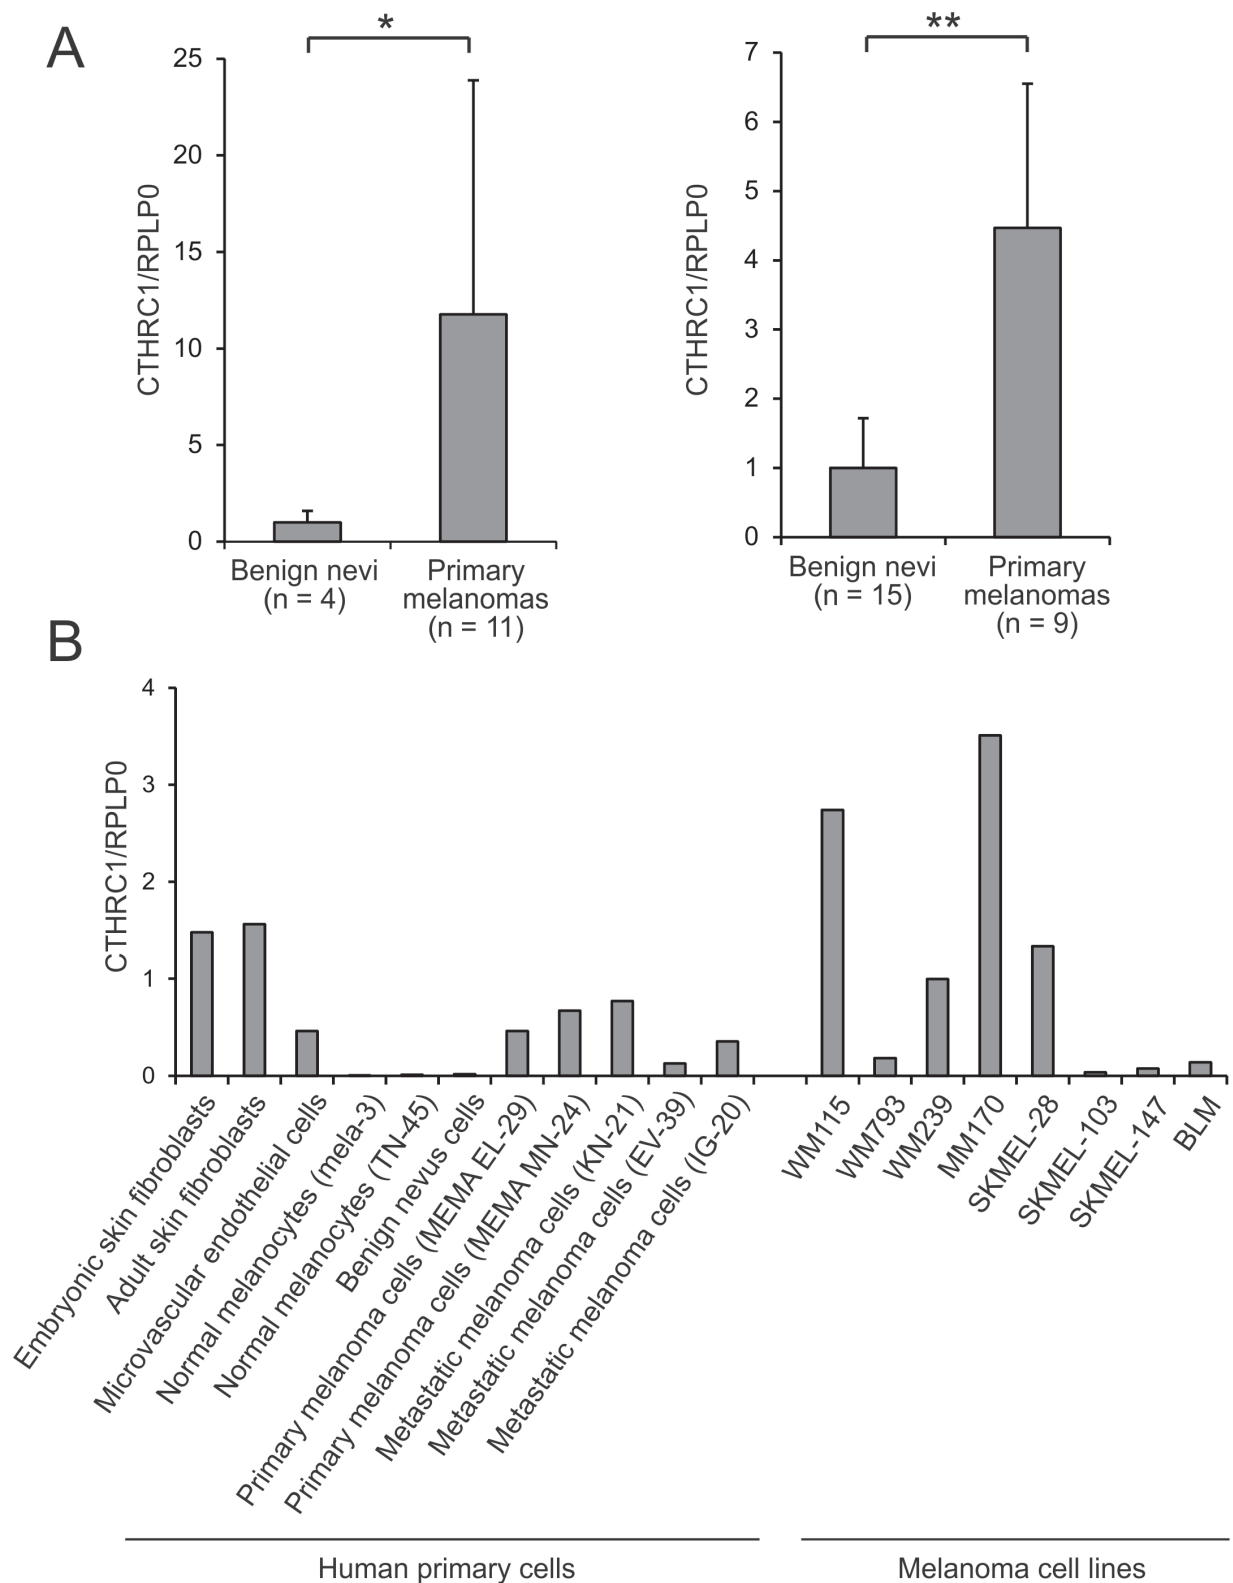 A
*
25
20
15
10
5
0
CTHRC1/RPLP0
Benign nevi
(n = 4)
Primary
melanomas
(n = 11)
**
7
6
5
4
3
2
1
0
CTHRC1/RPLP0
Benign nevi
(n = 15)
Primary
melanomas
(n = 9)
B
4
3
2
1
0
CTHRC1/RPLP0
Embryonic skin fibroblasts
Adult skin fibroblasts
Microvascular endothelial cells
Normal melanocytes (mela-3)
Normal melanocytes (TN-45)
Benign nevus cells
Primary melanoma cells (MEMA EL-29)
Primary melanoma cells (MEMA MN-24)
Metastatic melanoma cells (KN-21)
Metastatic melanoma cells (EV-39)
Metastatic melanoma cells (IG-20)
WM115
WM793
WM239
MM170
SKMEL-28
SKMEL-103
SKMEL-147
BLM
Human primary cells
Melanoma cell lines